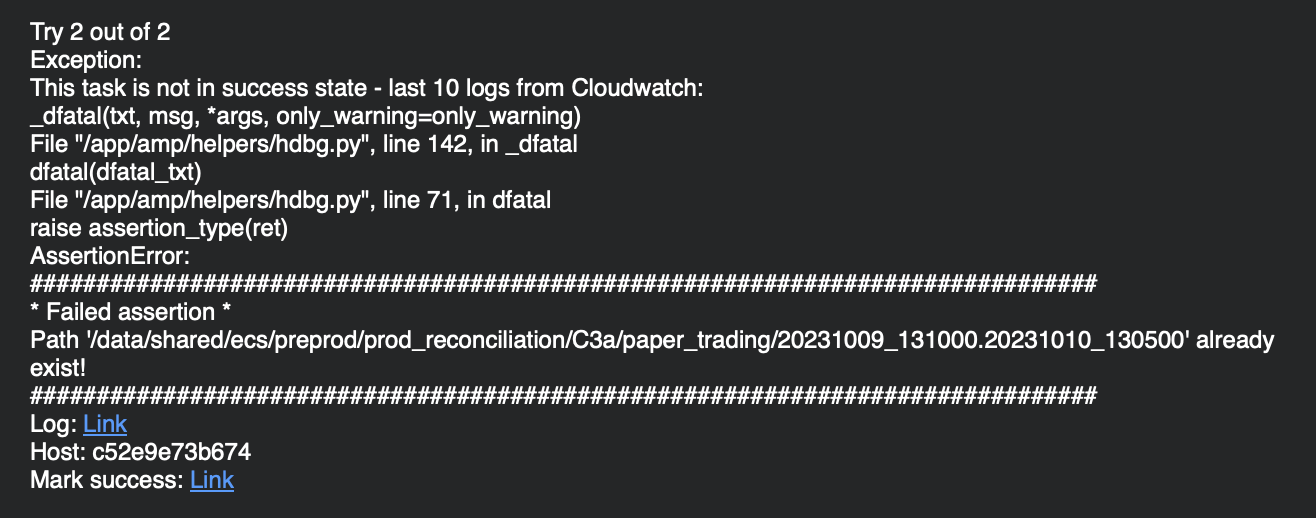 Try 2 out of 2
Exception:
This task is not in success state - last 10 logs from Cloudwatch:
_dfatal(txt, msg, *args, only_warning=only_warning)
File "/app/amp/helpers/hdbg.py", line 142, in _dfatal
dfatal(dfatal_txt)
File "/app/amp/helpers/hdbg.py", line 71, in dfatal
raise assertion_type(ret)
AssertionError:
################################################################################
* Failed assertion *
Path '/data/shared/ecs/preprod/prod_reconciliation/C3a/paper_trading/20231009_131000.20231010_130500' already
exist!
################################################################################
Log: Link
Host: c52e9e73b674
Mark success: Link